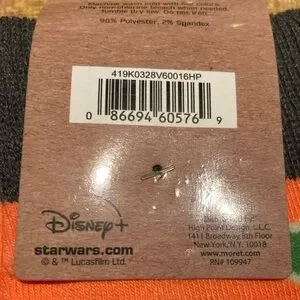 Machine wash cold with like colors.
Only non-chlorine bleach when needed.
Tumble Dry low. Do not iron.
98% Polyester, 2% Spandex
419K0328V60016HP
0 86694 60576 9
Disney+
starwars.com
© & ™ Lucasfilm Ltd.
High Point Design, L.L.C.
1411 Broadway 8th Floor
New York, N.Y. 10018
www.moret.com
RN# 109947